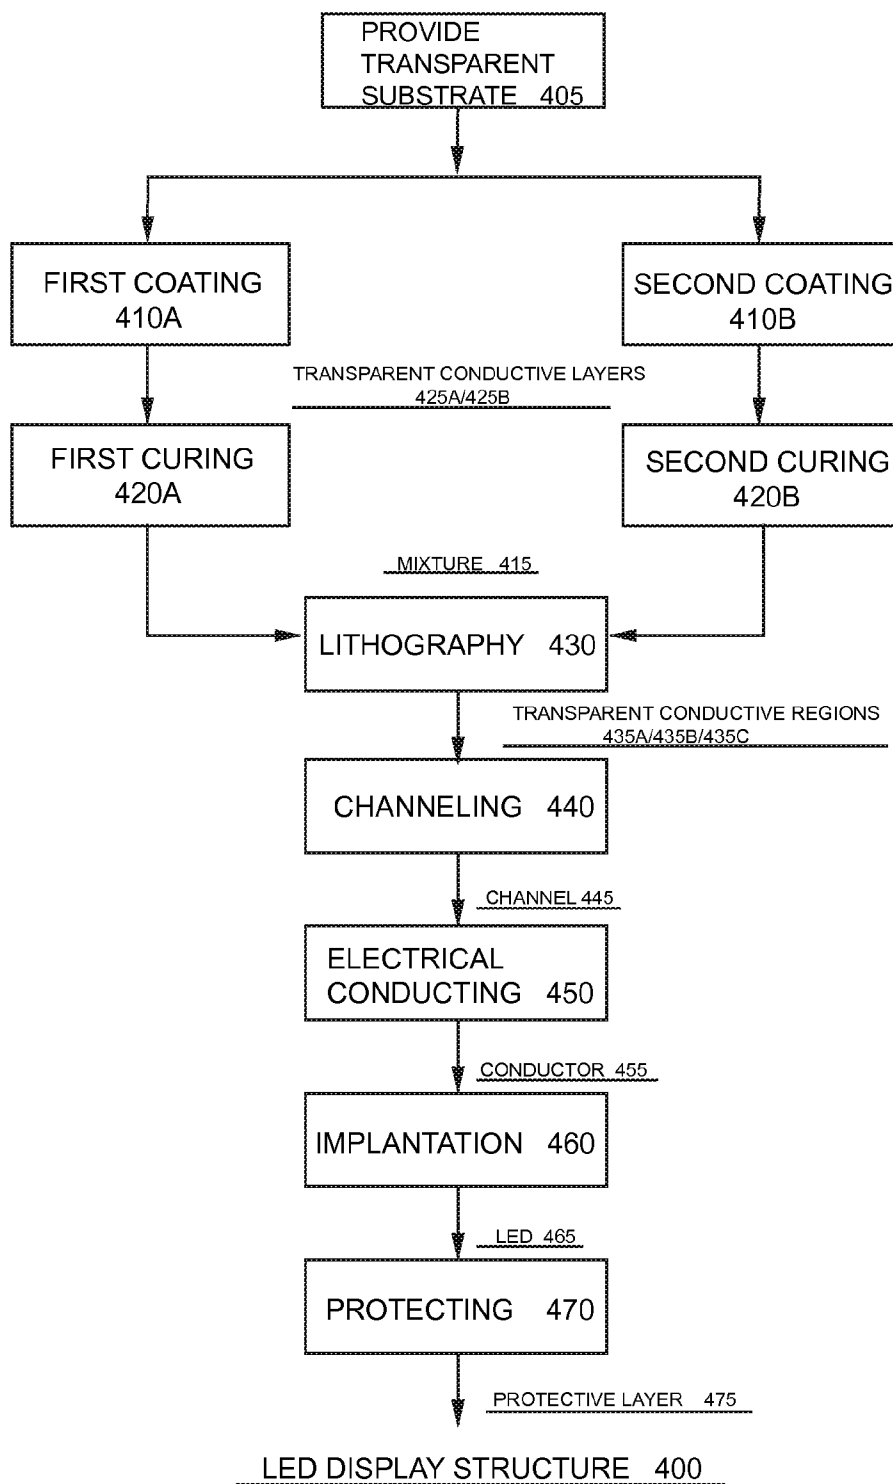 PROVIDE
TRANSPARENT
SUBSTRATE 405
FIRST COATING
410A
SECOND COATING
410B
TRANSPARENT CONDUCTIVE LAYERS
425A/425B
FIRST CURING
420A
SECOND CURING
420B
MIXTURE 415
LITHOGRAPHY 430
TRANSPARENT CONDUCTIVE REGIONS
435A/435B/435C
CHANNELING 440
CHANNEL 445
ELECTRICAL
CONDUCTING 450
CONDUCTOR 455
IMPLANTATION 460
LED 465
PROTECTING 470
PROTECTIVE LAYER 475
LED DISPLAY STRUCTURE 400